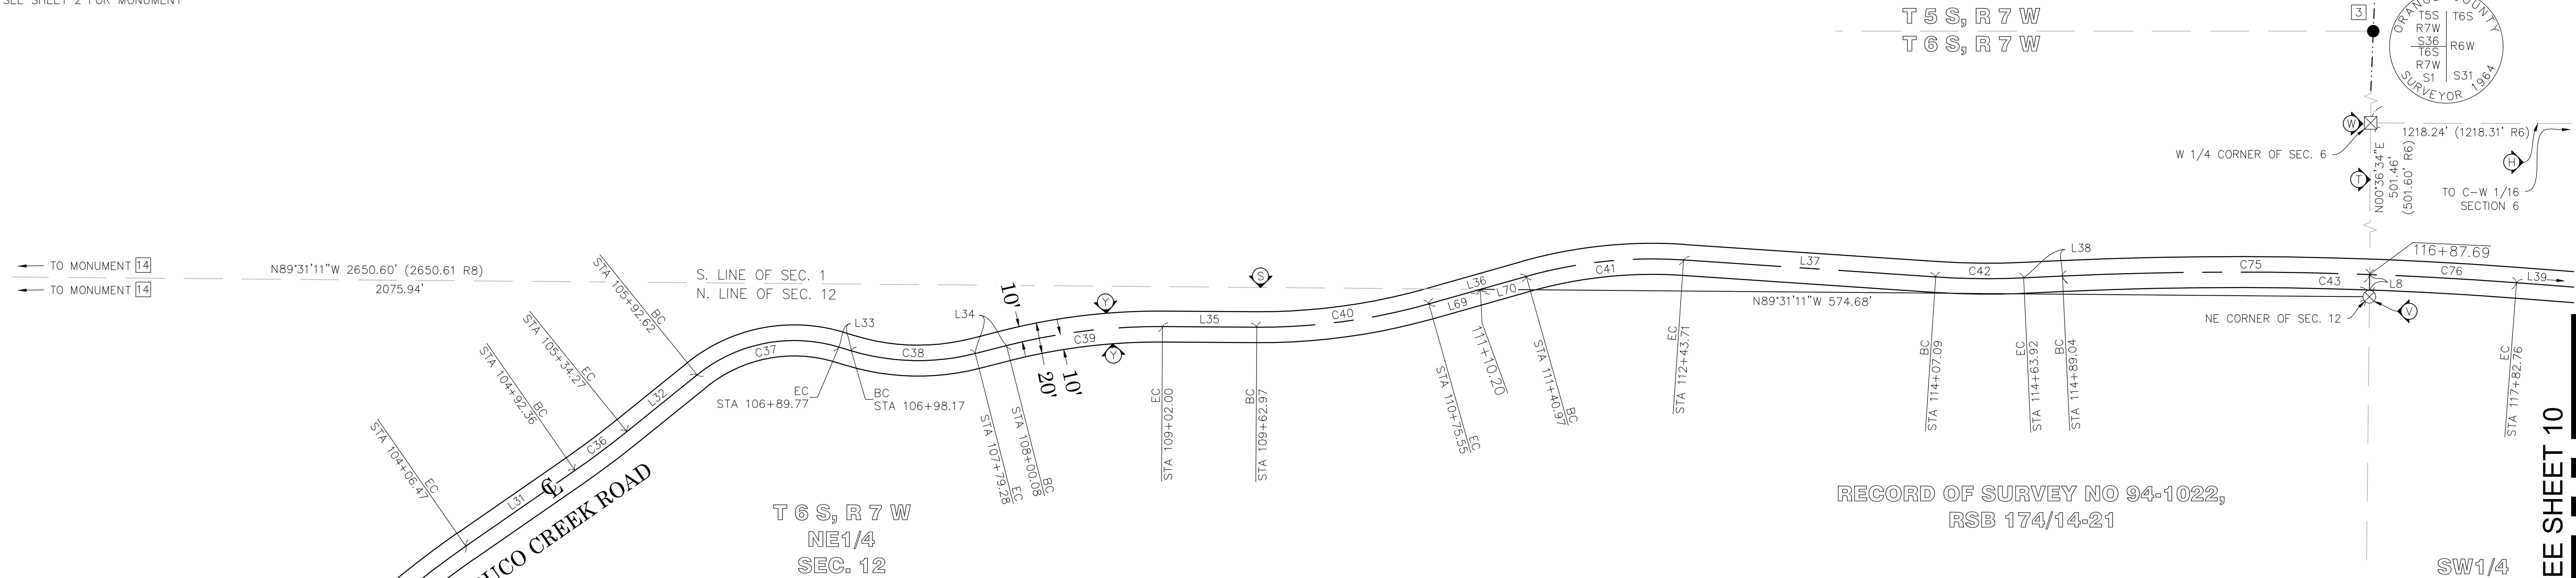 SEE SHEET 2 FOR MONUMENT
T 5 S, R 7 W
T 6 S, R 7 W
3
ORANGE COUNTY
T5S
R7W
S36
T6S
R7W
S1
T6S
R6W
S31
SURVEYOR 1964
W
1218.24' (1218.31' R6)
W 1/4 CORNER OF SEC. 6
H
T
N00°36'34"E
501.46'
(501.60' R6)
TO C-W 1/16
SECTION 6
TO MONUMENT 14
TO MONUMENT 14
N89°31'11"W 2650.60' (2650.61 R8)
2075.94'
S. LINE OF SEC. 1
N. LINE OF SEC. 12
S
STA 104+06.47
EC
L31
STA 104+92.36
BC
C36
STA 105+34.27
EC
L32
STA 105+92.62
BC
C37
L33
EC
STA 106+89.77
BC
STA 106+98.17
C38
L34
STA 107+79.28
EC
STA 108+00.08
BC
10'
20'
10'
Y
Y
C39
EC
STA 109+02.00
L35
BC
STA 109+62.97
C40
STA 110+75.55
EC
L36
L69
L70
111+10.20
STA 111+40.97
BC
C41
EC
STA 112+43.71
L37
N89°31'11"W 574.68'
BC
STA 114+07.09
C42
EC
STA 114+63.92
L38
BC
STA 114+89.04
C75
C43
116+87.69
C76
L8
L39
NE CORNER OF SEC. 12
V
EC
STA 117+82.76
℄
UCO CREEK ROAD
T 6 S, R 7 W
NE1/4
SEC. 12
RECORD OF SURVEY NO 94-1022,
RSB 174/14-21
SW1/4
EE SHEET 10